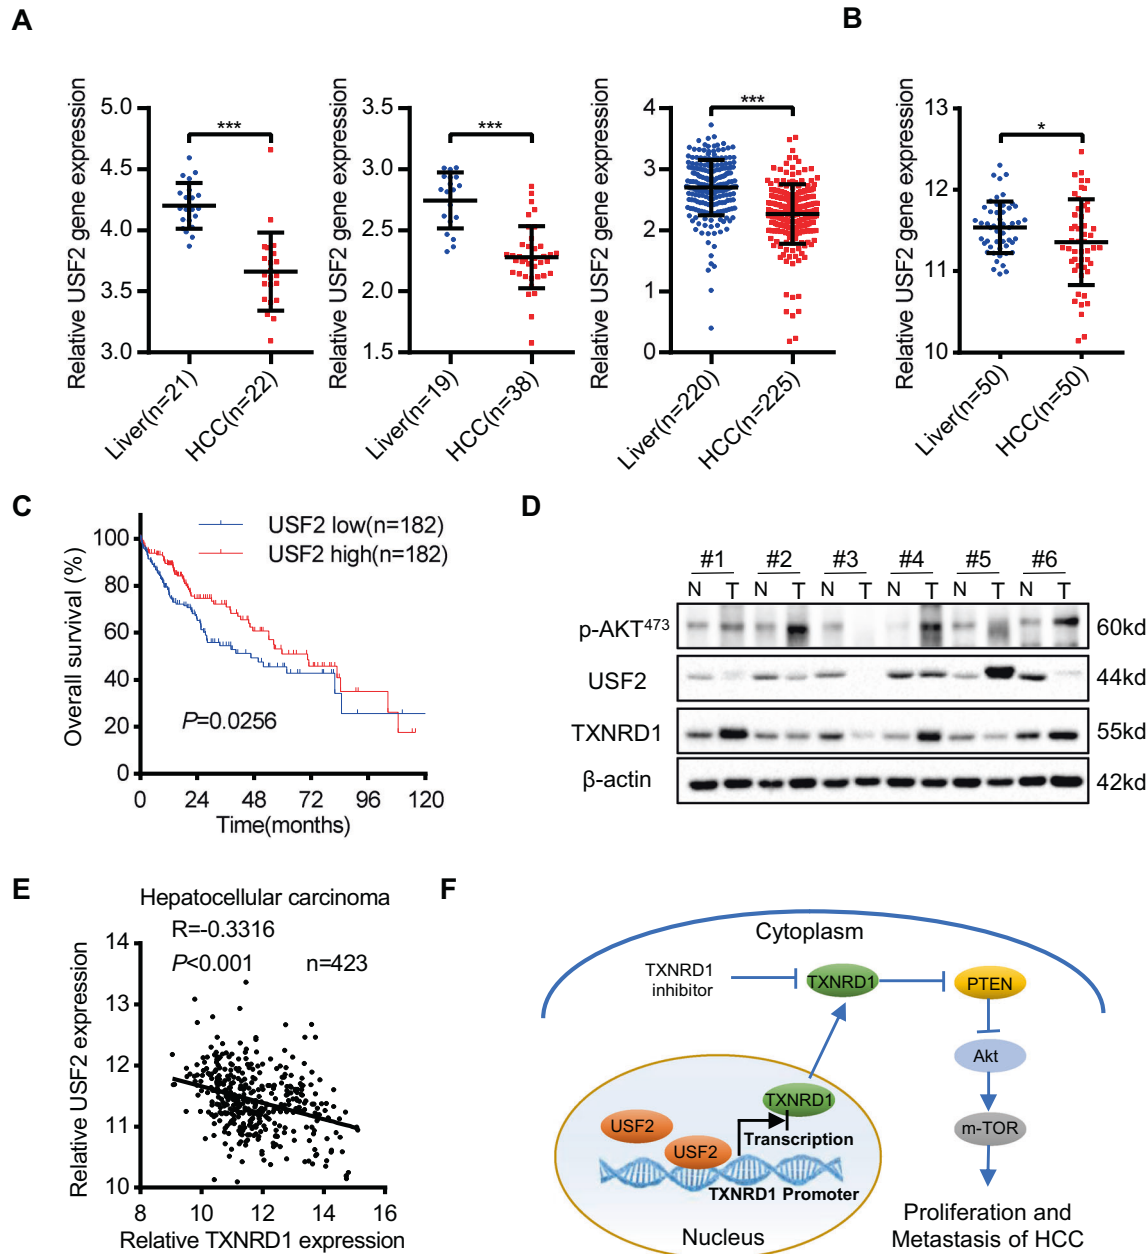 A
B
Relative USF2 gene expression
5.0
4.5
4.0
3.5
3.0
***
Liver(n=21)
HCC(n=22)
Relative USF2 gene expression
3.5
3.0
2.5
2.0
1.5
***
Liver(n=19)
HCC(n=38)
Relative USF2 gene expression
4
3
2
1
0
***
Liver(n=220)
HCC(n=225)
Relative USF2 gene expression
13
12
11
10
*
Liver(n=50)
HCC(n=50)
C
USF2 low(n=182)
USF2 high(n=182)
Overall survival (%)
100
80
60
40
20
0
P=0.0256
0 24 48 72 96 120
Time(months)
D
#1 #2 #3 #4 #5 #6
N T N T N T N T N T N T
p-AKT⁴⁷³ 60kd
USF2 44kd
TXNRD1 55kd
β-actin 42kd
E
Hepatocellular carcinoma
R=-0.3316
P<0.001 n=423
Relative USF2 expression
14
13
12
11
10
8 10 12 14 16
Relative TXNRD1 expression
F
Cytoplasm
TXNRD1
inhibitor
TXNRD1
PTEN
Akt
m-TOR
Proliferation and
Metastasis of HCC
TXNRD1
USF2
USF2
Transcription
TXNRD1 Promoter
Nucleus